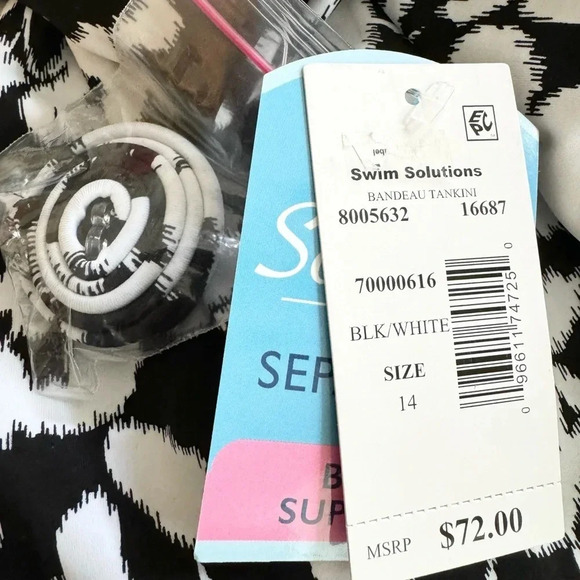 EPC
Swim Solutions
BANDEAU TANKINI
8005632 16687
70000616
BLK/WHITE
SIZE
14
0 96611 74725 0
MSRP $72.00
SEP
B
SUP